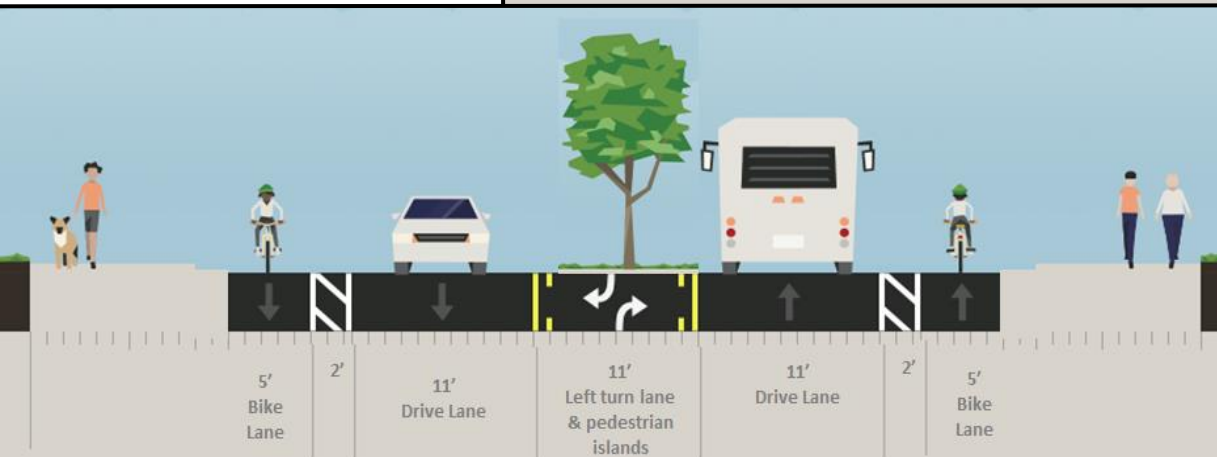 5'
Bike
Lane
2'
11'
Drive Lane
11'
Left turn lane
& pedestrian
islands
11'
Drive Lane
2'
5'
Bike
Lane